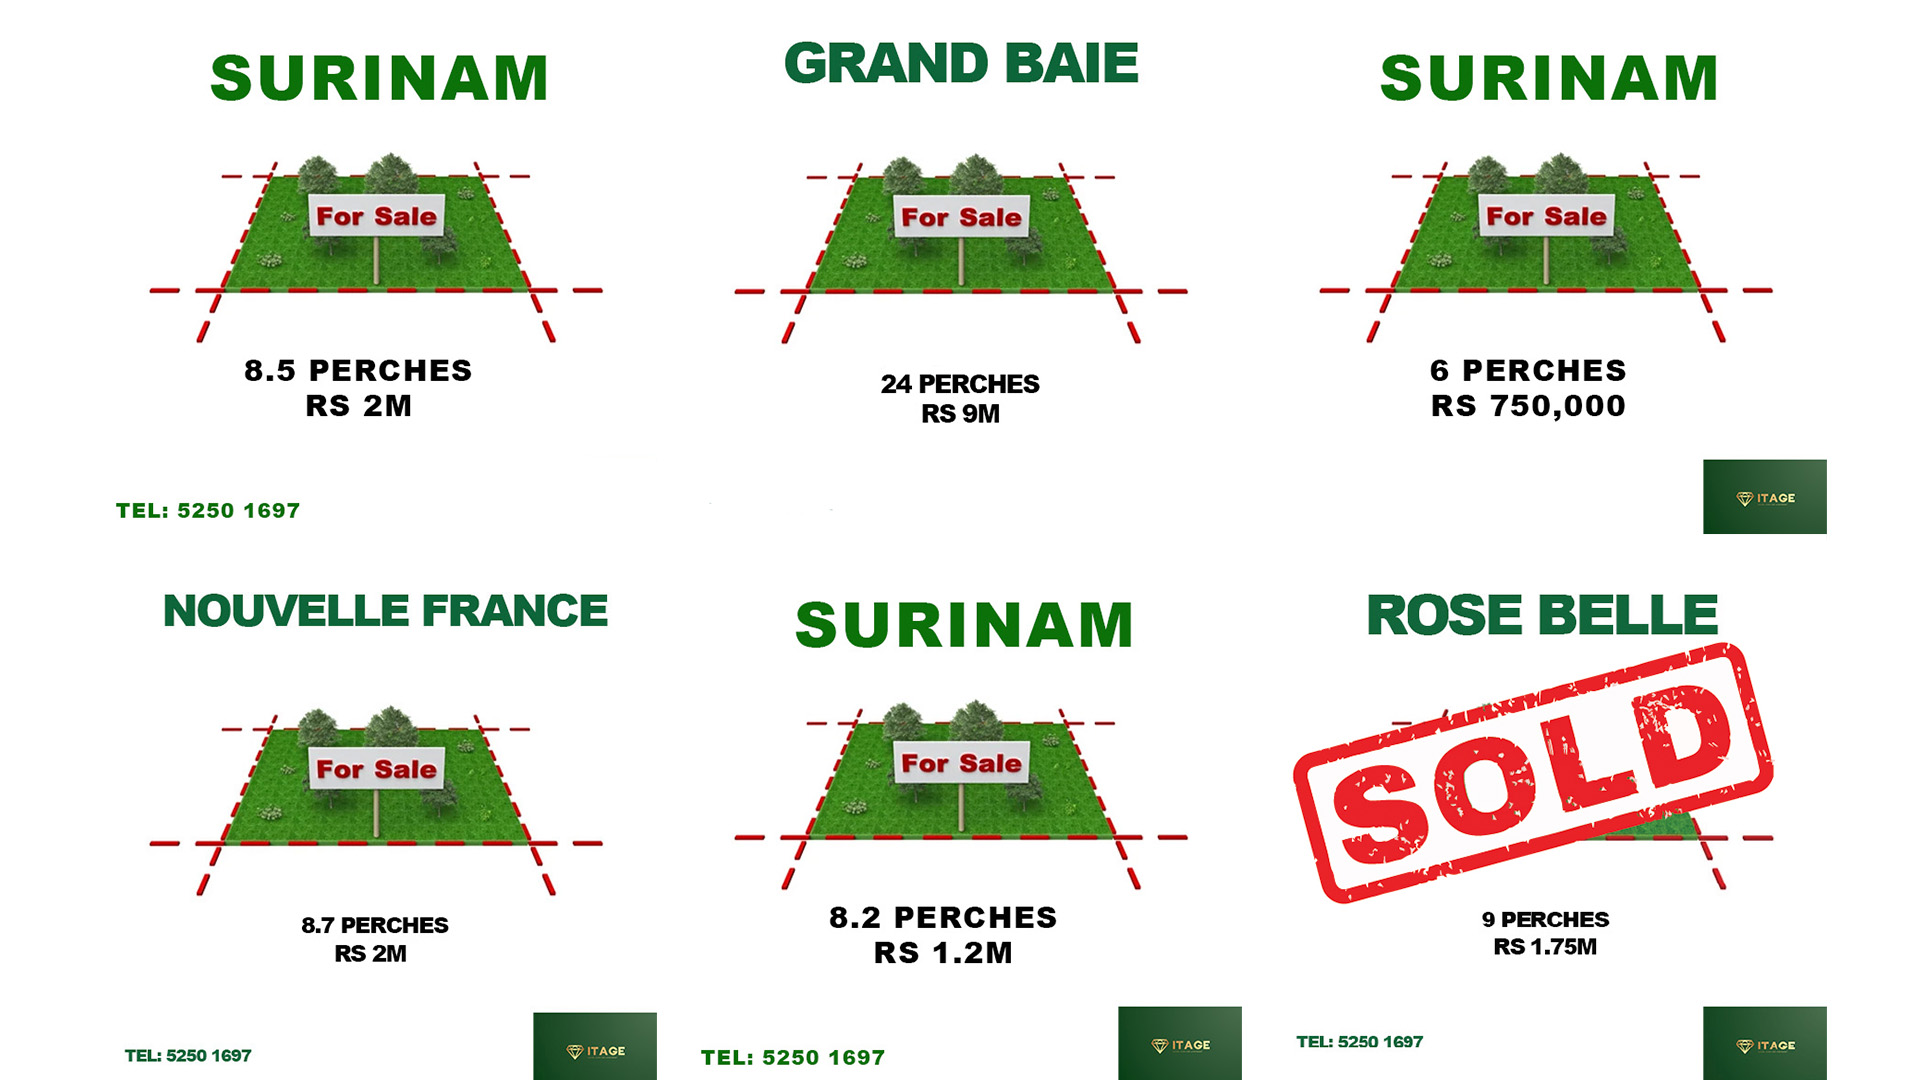 SURINAM
For Sale
8.5 PERCHES
RS 2M
TEL: 5250 1697
GRAND BAIE
For Sale
24 PERCHES
RS 9M
SURINAM
For Sale
6 PERCHES
RS 750,000
ITAGE
NOUVELLE FRANCE
For Sale
8.7 PERCHES
RS 2M
TEL: 5250 1697
ITAGE
SURINAM
For Sale
8.2 PERCHES
RS 1.2M
TEL: 5250 1697
ITAGE
ROSE BELLE
SOLD
9 PERCHES
RS 1.75M
TEL: 5250 1697
ITAGE